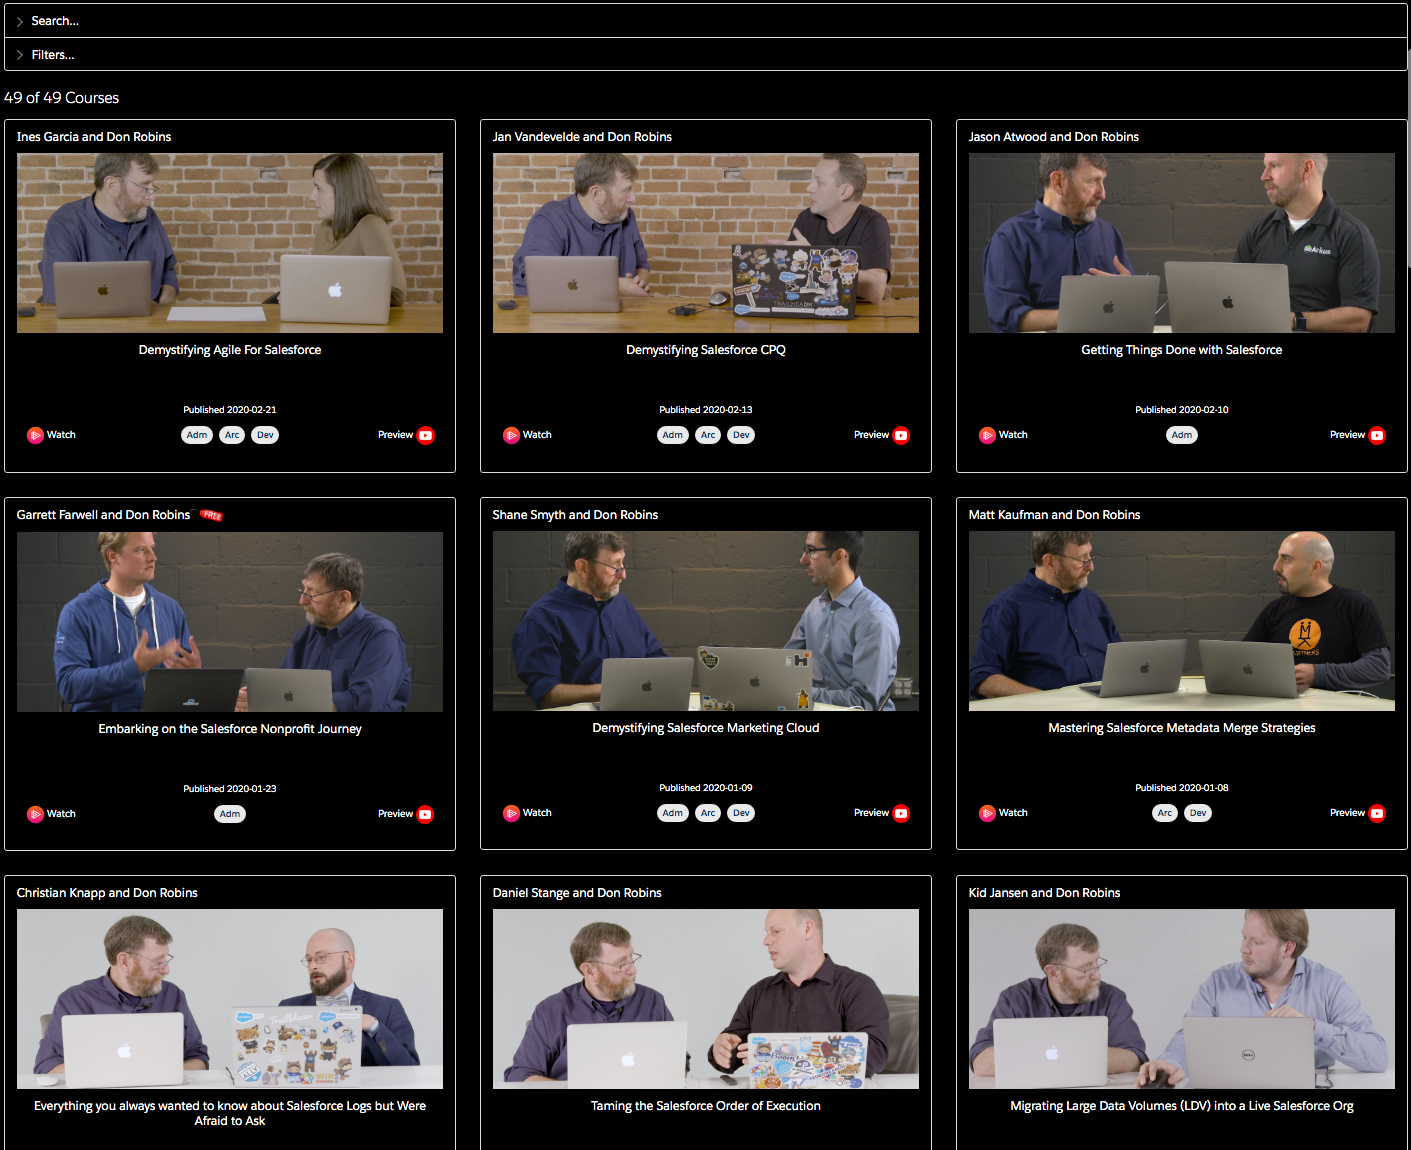 Search...
Filters...
49 of 49 Courses
Ines Garcia and Don Robins
Jan Vandevelde and Don Robins
Jason Atwood and Don Robins
TRAILHEADX
Arkus
Demystifying Agile For Salesforce
Demystifying Salesforce CPQ
Getting Things Done with Salesforce
Published 2020-02-21
Published 2020-02-13
Published 2020-02-10
Watch Adm Arc Dev Preview
Watch Adm Arc Dev Preview
Watch Adm Preview
Garrett Farwell and Don Robins FREE
Shane Smyth and Don Robins
Matt Kaufman and Don Robins
Embarking on the Salesforce Nonprofit Journey
Demystifying Salesforce Marketing Cloud
Mastering Salesforce Metadata Merge Strategies
Published 2020-01-23
Published 2020-01-09
Published 2020-01-08
Watch Adm Preview
Watch Adm Arc Dev Preview
Watch Arc Dev Preview
Christian Knapp and Don Robins
Daniel Stange and Don Robins
Kid Jansen and Don Robins
Trailblazer
ALLY
DELL
Everything you always wanted to know about Salesforce Logs but Were
Afraid to Ask
Taming the Salesforce Order of Execution
Migrating Large Data Volumes (LDV) into a Live Salesforce Org